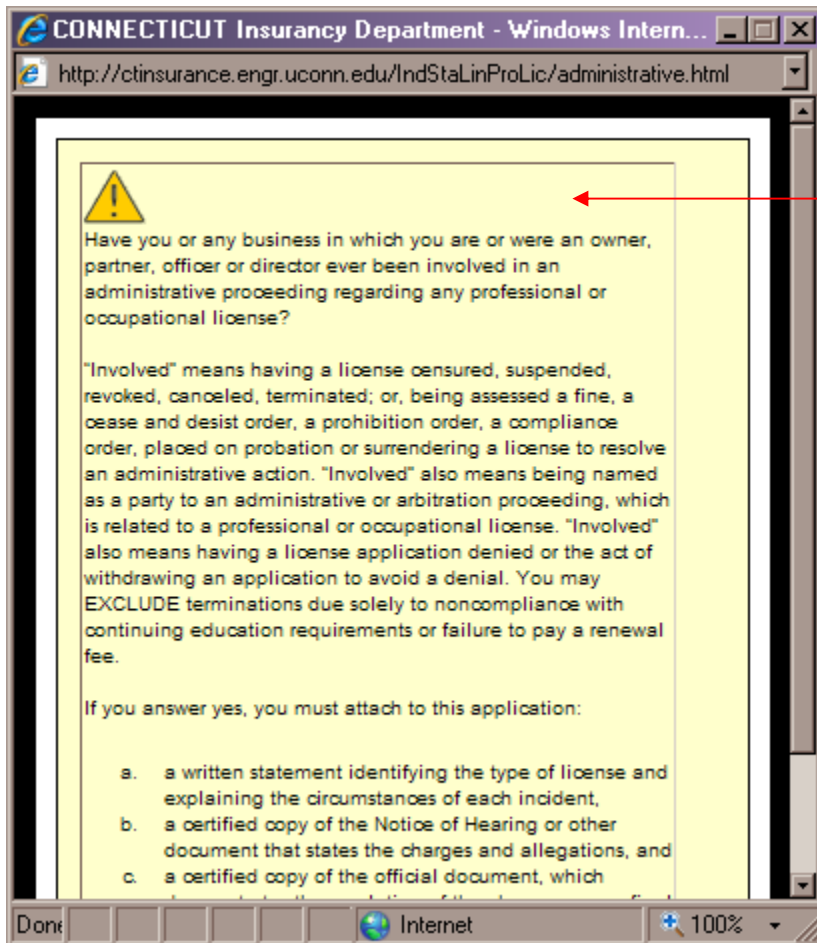 CONNECTICUT Insurancy Department - Windows Intern...
http://ctinsurance.engr.uconn.edu/IndStaLinProLic/administrative.html
Have you or any business in which you are or were an owner,
partner, officer or director ever been involved in an
administrative proceeding regarding any professional or
occupational license?
"Involved" means having a license censured, suspended,
revoked, canceled, terminated; or, being assessed a fine, a
cease and desist order, a prohibition order, a compliance
order, placed on probation or surrendering a license to resolve
an administrative action. "Involved" also means being named
as a party to an administrative or arbitration proceeding, which
is related to a professional or occupational license. "Involved"
also means having a license application denied or the act of
withdrawing an application to avoid a denial. You may
EXCLUDE terminations due solely to noncompliance with
continuing education requirements or failure to pay a renewal
fee.
If you answer yes, you must attach to this application:
a. a written statement identifying the type of license and
explaining the circumstances of each incident,
b. a certified copy of the Notice of Hearing or other
document that states the charges and allegations, and
c. a certified copy of the official document, which
Done Internet 100%